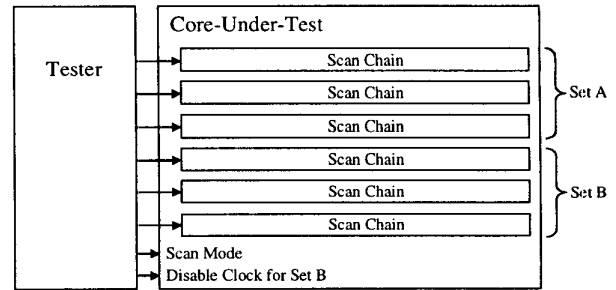 Core-Under-Test
Tester
Scan Chain
Scan Chain
Scan Chain
Set A
Scan Chain
Scan Chain
Scan Chain
Set B
Scan Mode
Disable Clock for Set B